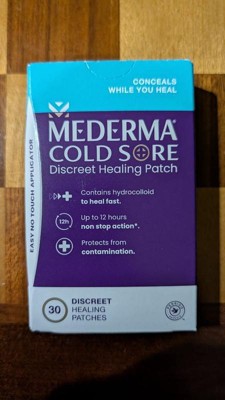 CONCEALS
WHILE YOU HEAL
MEDERMA®
COLD SORE
Discreet Healing Patch
Contains hydrocolloid
to heal fast.
12h
Up to 12 hours
non stop action*.
Protects from
contamination.
EASY NO TOUCH APPLICATOR
30
DISCREET
HEALING
PATCHES